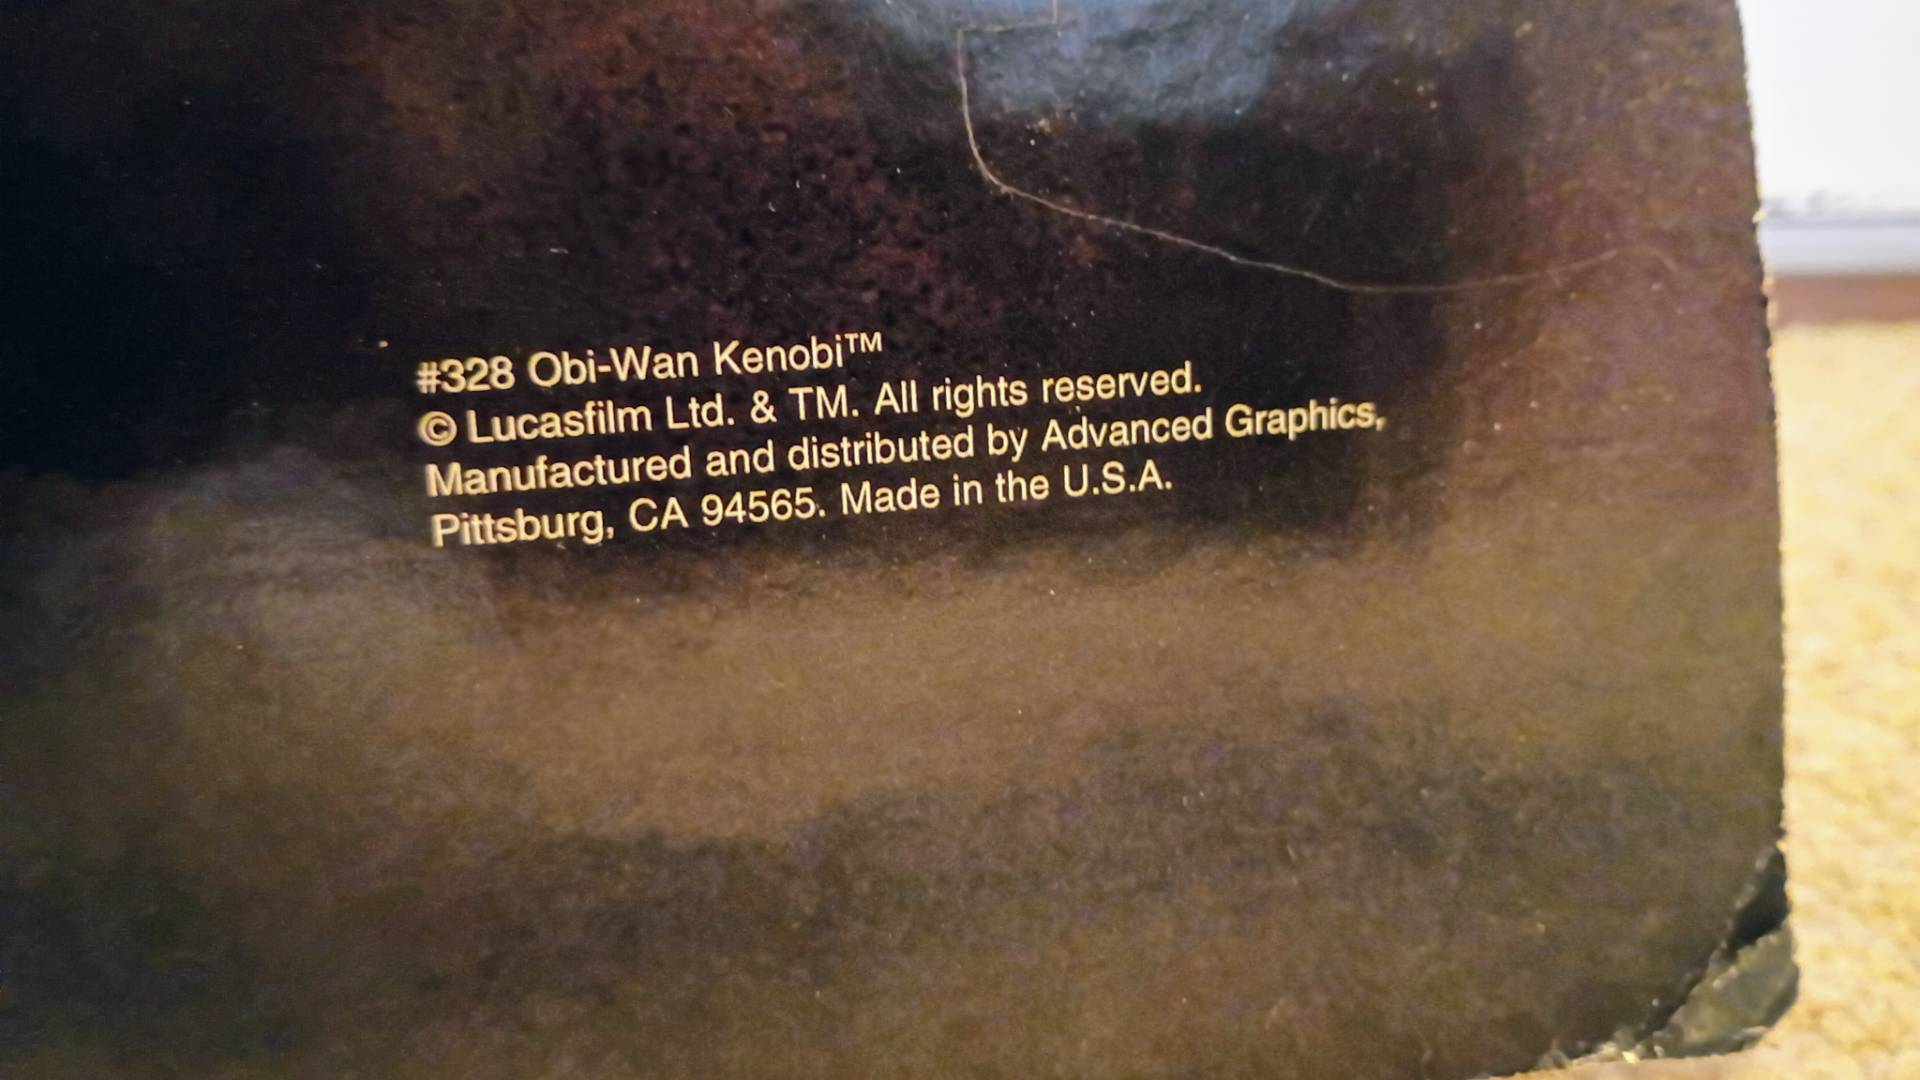 #328 Obi-Wan Kenobi™
© Lucasfilm Ltd. & TM. All rights reserved.
Manufactured and distributed by Advanced Graphics,
Pittsburg, CA 94565. Made in the U.S.A.